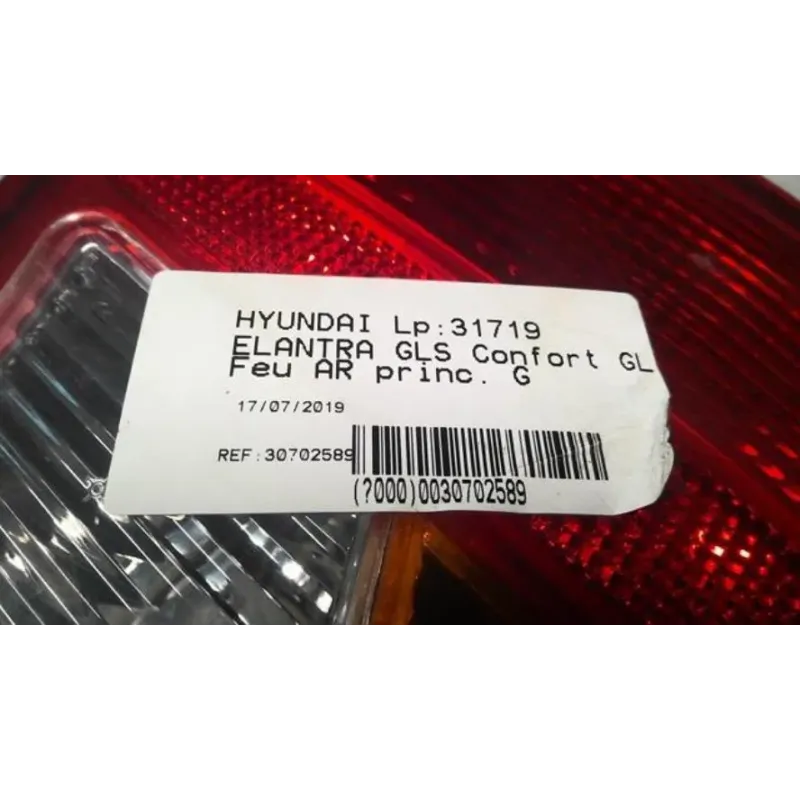 HYUNDAI Lp:31719
ELANTRA GLS Confort GL
Feu AR princ. G
17/07/2019
REF:30702589
(?000)0030702589